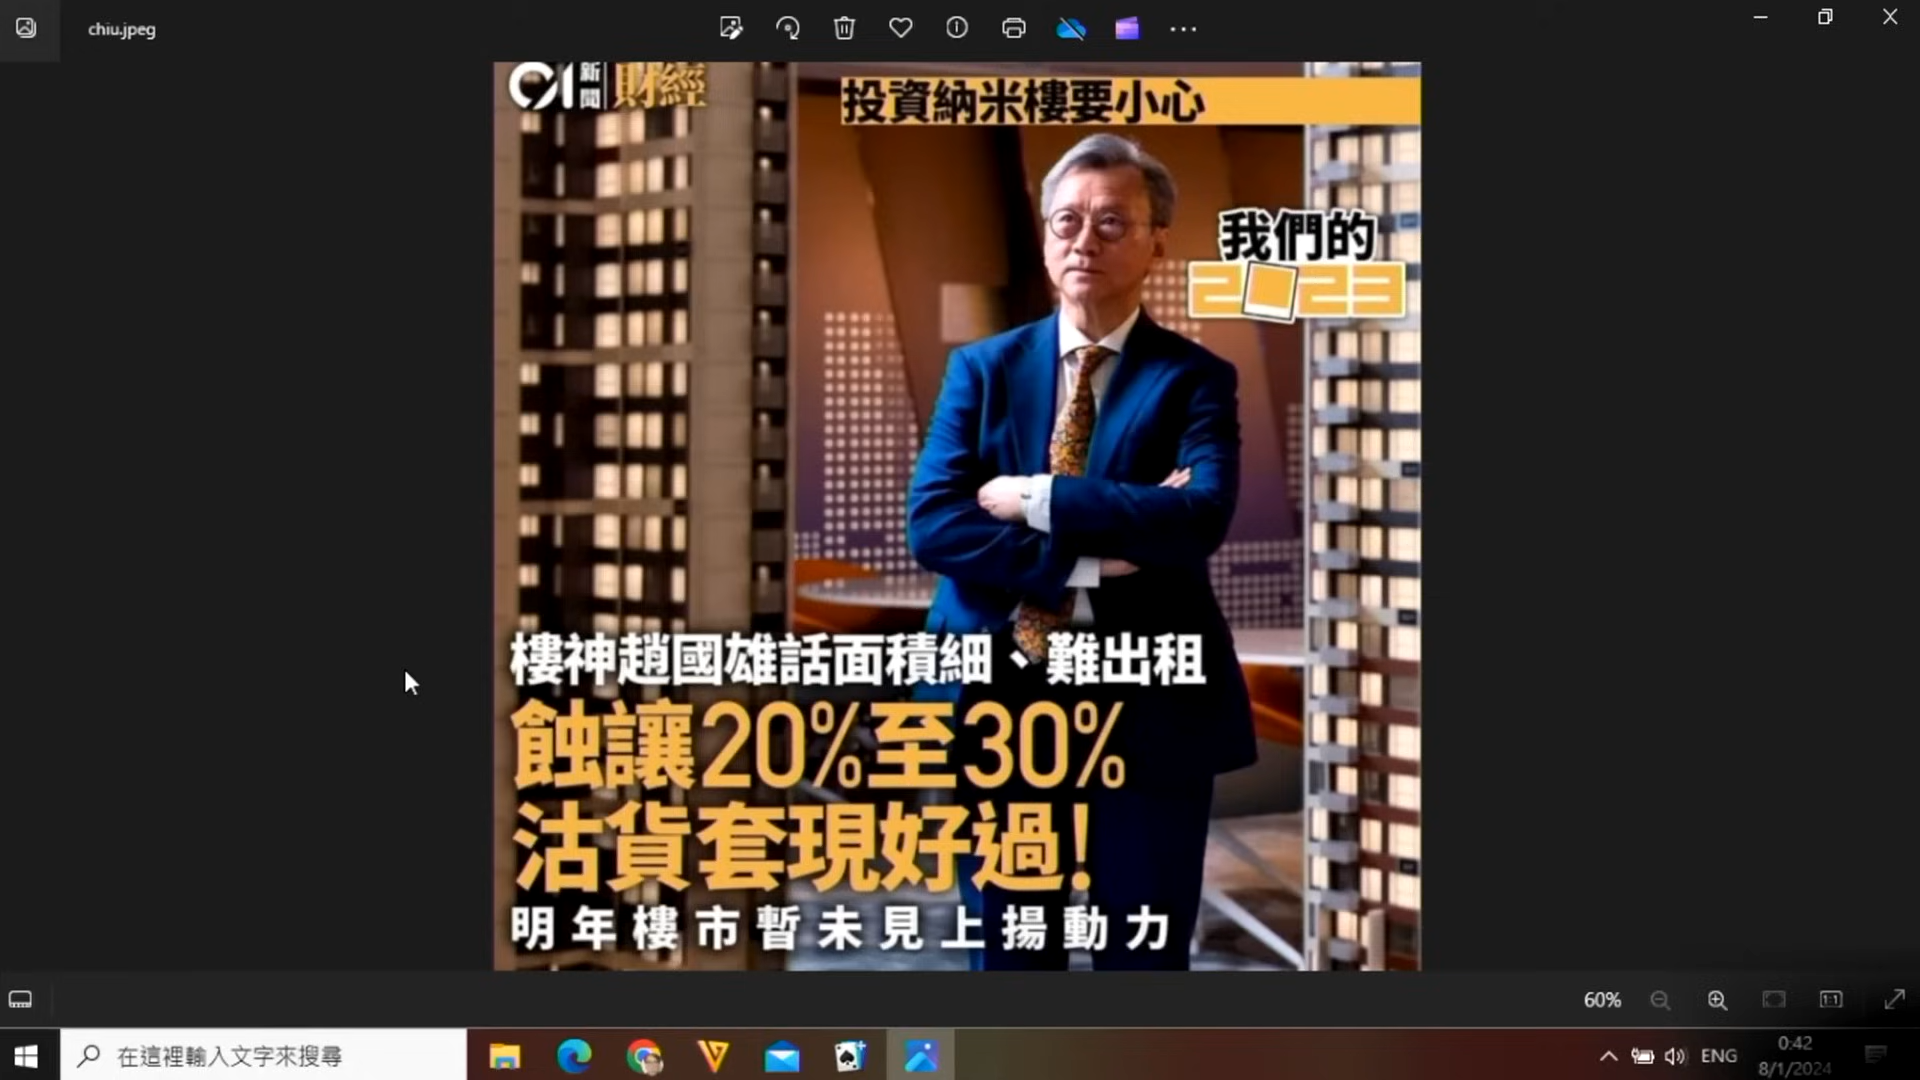 chiu.jpeg
01 新聞 財經
投資納米樓要小心
我們的
2023
樓神趙國雄話面積細、難出租
蝕讓20%至30%
沽貨套現好過!
明年樓市暫未見上揚動力
60%
1:1
在這裡輸入文字來搜尋
ENG
0:42
8/1/2024